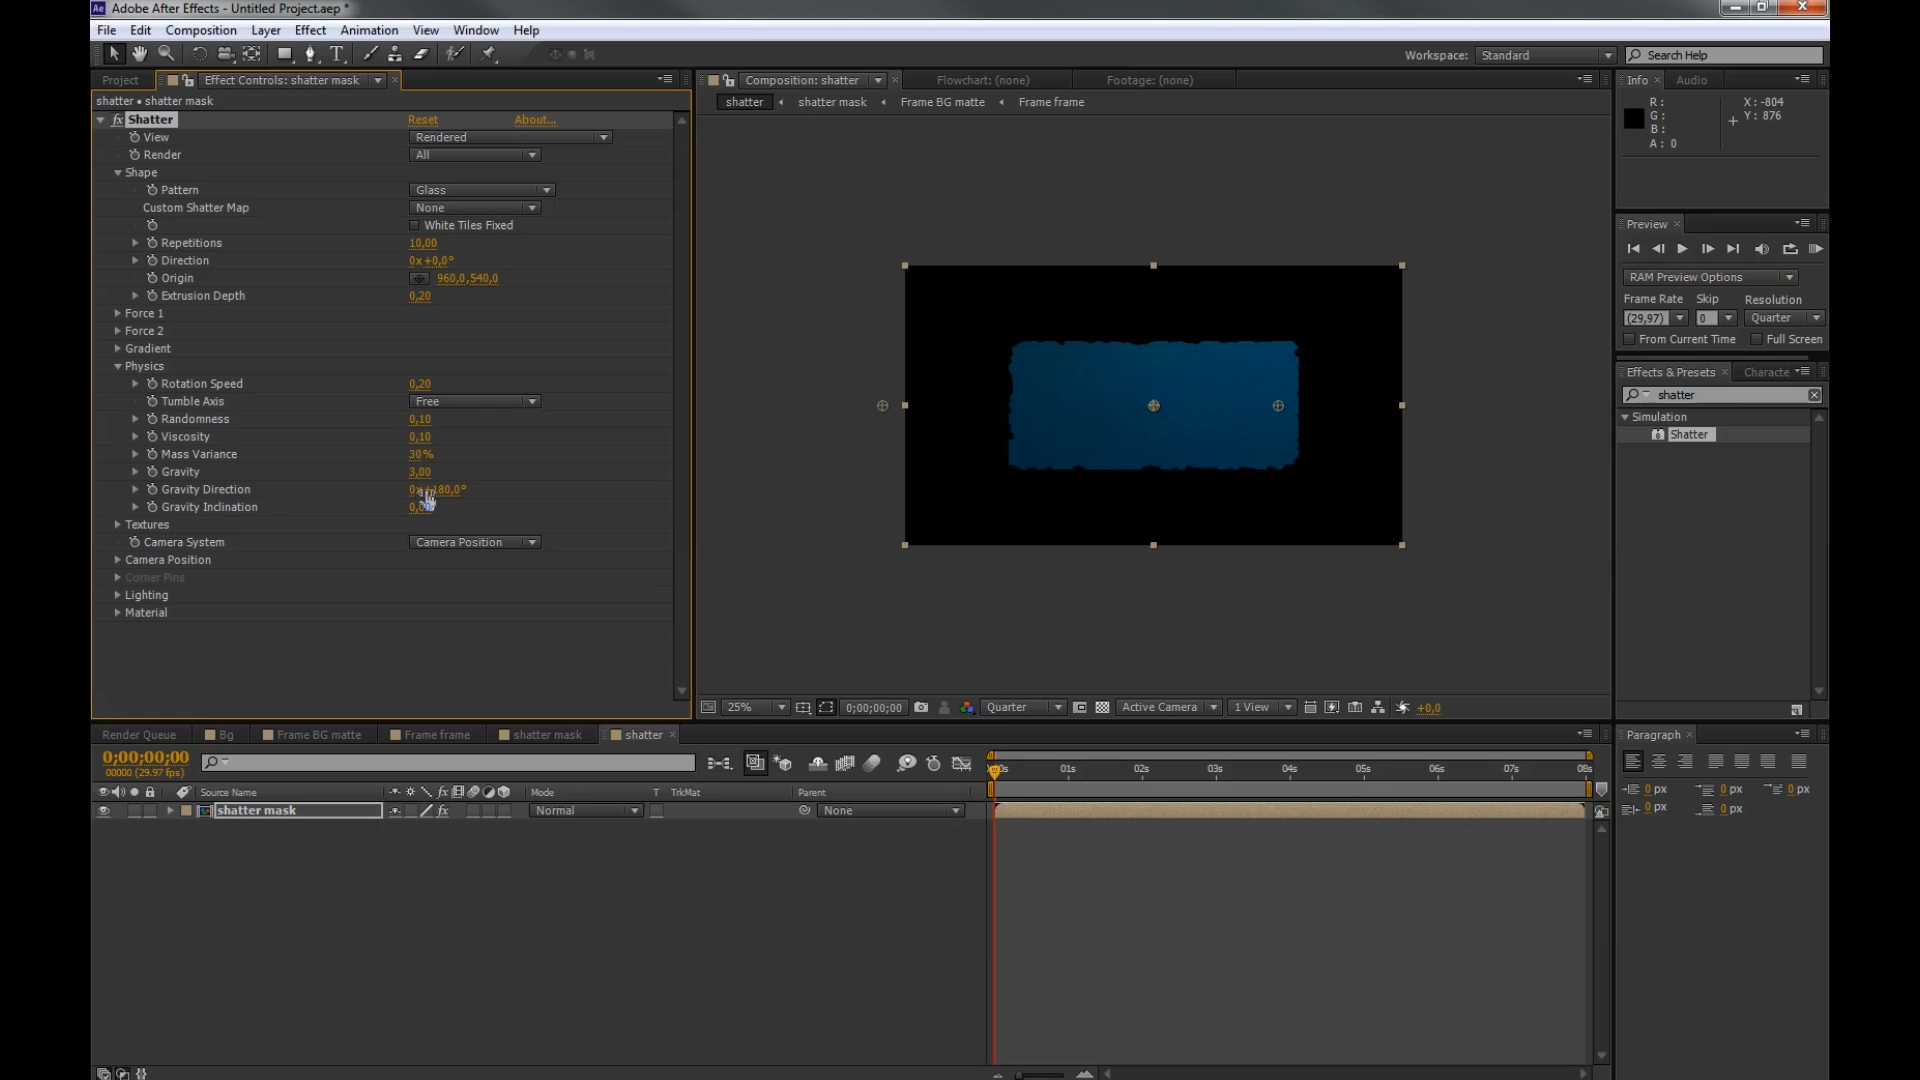 Adobe After Effects - Untitled Project.aep *
File Edit Composition Layer Effect Animation View Window Help
Workspace: Standard Search Help
Project Effect Controls: shatter mask
shatter • shatter mask
fx Shatter Reset About...
View Rendered
Render All
Shape
Pattern Glass
Custom Shatter Map None
White Tiles Fixed
Repetitions 10,00
Direction 0x+0,0°
Origin 960,0,540,0
Extrusion Depth 0,20
Force 1
Force 2
Gradient
Physics
Rotation Speed 0,20
Tumble Axis Free
Randomness 0,10
Viscosity 0,10
Mass Variance 30%
Gravity 3,00
Gravity Direction 0x+180,0°
Gravity Inclination
Textures
Camera System Camera Position
Camera Position
Corner Pins
Lighting
Material
Composition: shatter Flowchart: (none) Footage: (none)
shatter shatter mask Frame BG matte Frame frame
25% 0;00;00;00 Quarter Active Camera 1 View +0,0
Info Audio
R: X: -804
G: Y: 876
B:
A: 0
Preview
RAM Preview Options
Frame Rate Skip Resolution
(29,97) 0 Quarter
From Current Time Full Screen
Effects & Presets Characte
shatter
Simulation
Shatter
Render Queue Bg Frame BG matte Frame frame shatter mask shatter
0;00;00;00
00000 (29.97 fps)
Source Name Mode T TrkMat Parent
shatter mask Normal None
01s 02s 03s 04s 05s 06s 07s 08s
Paragraph
0 px 0 px 0 px
0 px 0 px